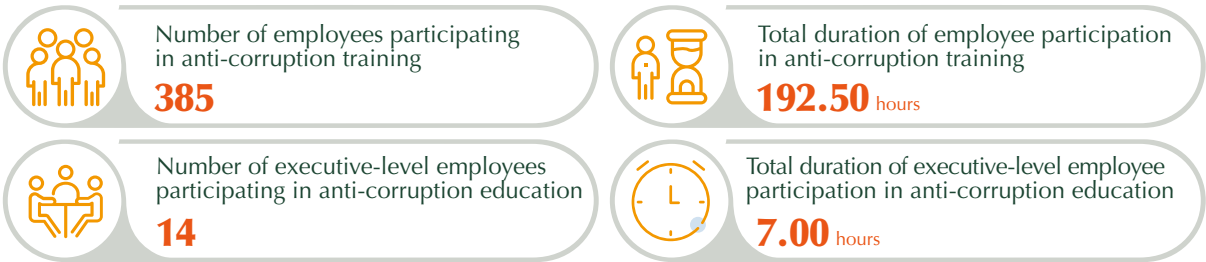 Number of employees participating
in anti-corruption training
385
Total duration of employee participation
in anti-corruption training
192.50 hours
Number of executive-level employees
participating in anti-corruption education
14
Total duration of executive-level employee
participation in anti-corruption education
7.00 hours